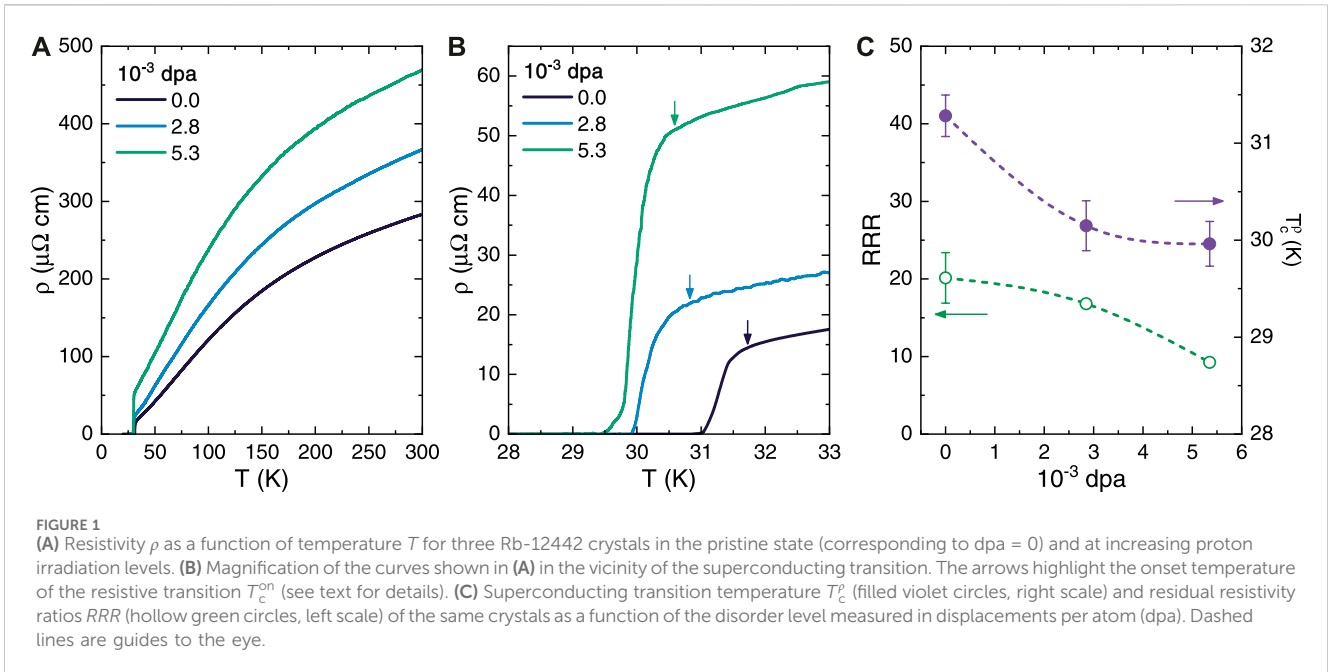 A
500
400
300
200
100
0
ρ (μΩ cm)
10⁻³ dpa
0.0
2.8
5.3
0 50 100 150 200 250 300
T (K)
B
60
50
40
30
20
10
0
ρ (μΩ cm)
10⁻³ dpa
0.0
2.8
5.3
28 29 30 31 32 33
T (K)
C
50
40
30
20
10
0
RRR
32
31
30
29
28
T_c^ρ (K)
0 1 2 3 4 5 6
10⁻³ dpa
FIGURE 1
(A) Resistivity ρ as a function of temperature T for three Rb-12442 crystals in the pristine state (corresponding to dpa = 0) and at increasing proton
irradiation levels. (B) Magnification of the curves shown in (A) in the vicinity of the superconducting transition. The arrows highlight the onset temperature
of the resistive transition T_c^on (see text for details). (C) Superconducting transition temperature T_c^ρ (filled violet circles, right scale) and residual resistivity
ratios RRR (hollow green circles, left scale) of the same crystals as a function of the disorder level measured in displacements per atom (dpa). Dashed
lines are guides to the eye.